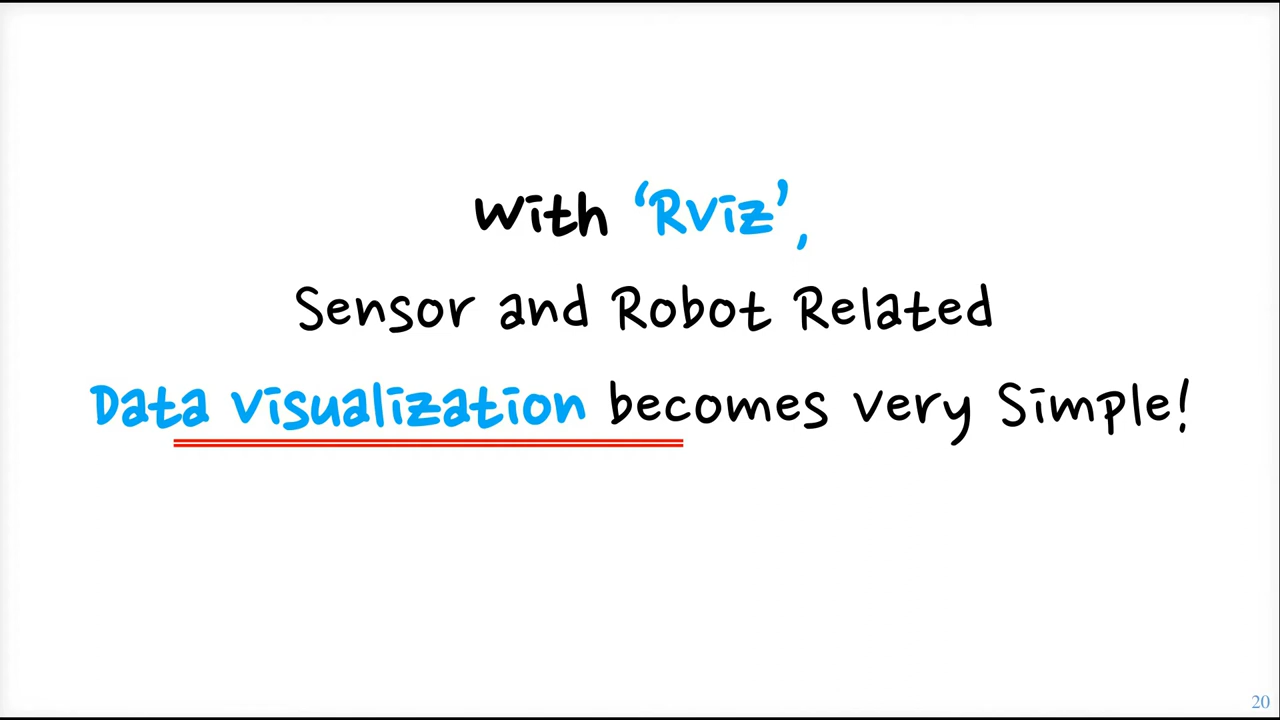 With ‘Rviz’,
Sensor and Robot Related
Data visualization becomes very Simple!
20